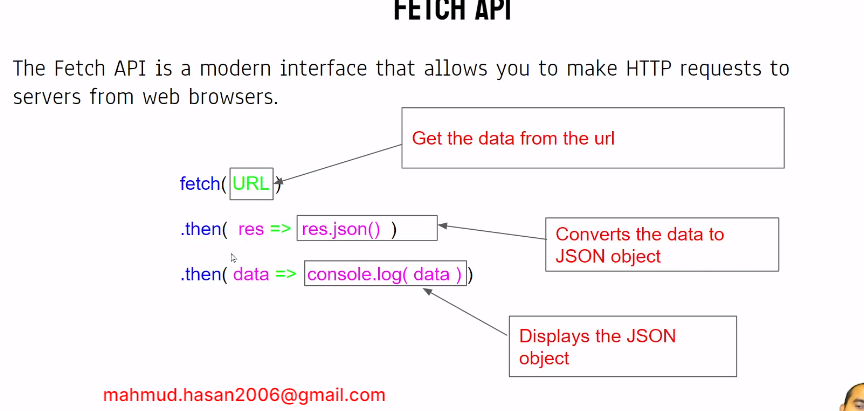 FETCH API
The Fetch API is a modern interface that allows you to make HTTP requests to
servers from web browsers.
Get the data from the url
fetch( URL )
.then( res => res.json() )
Converts the data to
JSON object
.then( data => console.log( data ) )
Displays the JSON
object
mahmud.hasan2006@gmail.com